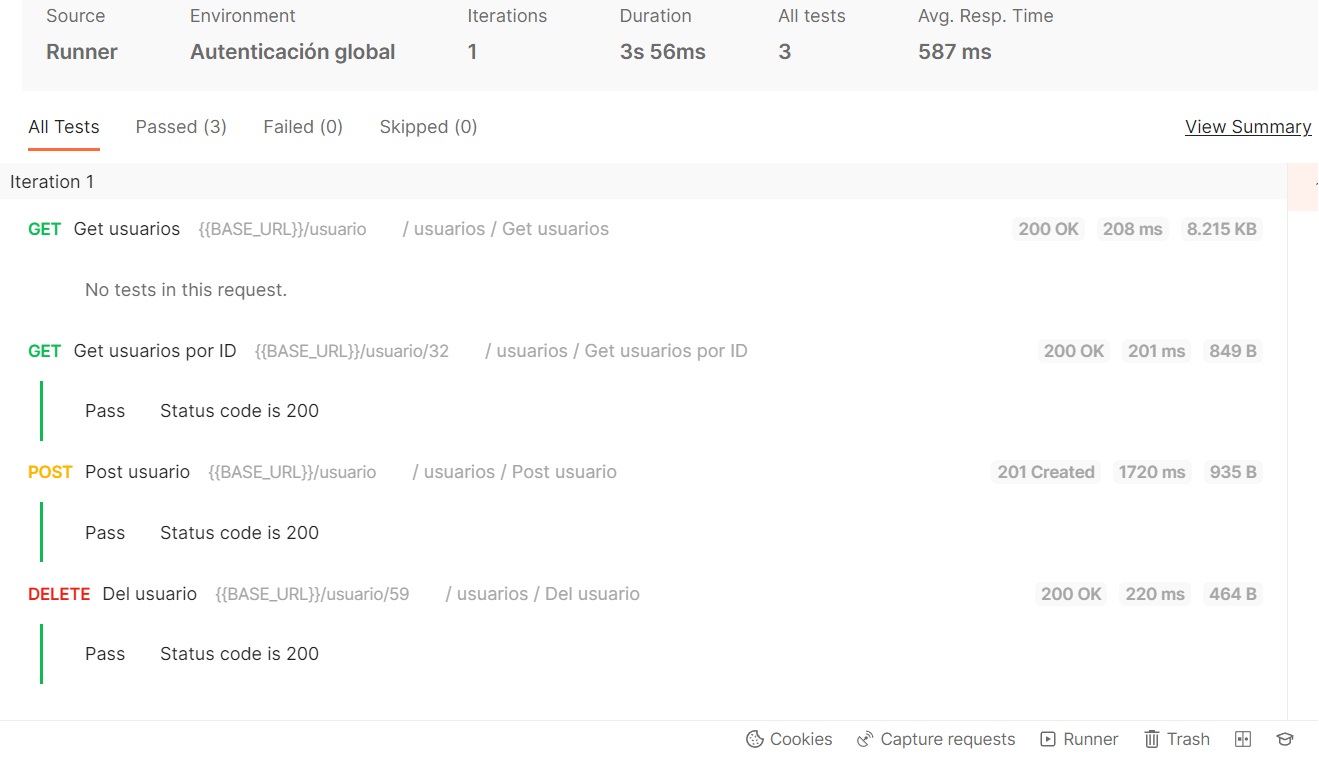 Source Environment Iterations Duration All tests Avg. Resp. Time
Runner Autenticación global 1 3s 56ms 3 587 ms
All Tests Passed (3) Failed (0) Skipped (0) View Summary
Iteration 1
GET Get usuarios {{BASE_URL}}/usuario / usuarios / Get usuarios 200 OK 208 ms 8.215 KB
No tests in this request.
GET Get usuarios por ID {{BASE_URL}}/usuario/32 / usuarios / Get usuarios por ID 200 OK 201 ms 849 B
Pass Status code is 200
POST Post usuario {{BASE_URL}}/usuario / usuarios / Post usuario 201 Created 1720 ms 935 B
Pass Status code is 200
DELETE Del usuario {{BASE_URL}}/usuario/59 / usuarios / Del usuario 200 OK 220 ms 464 B
Pass Status code is 200
Cookies Capture requests Runner Trash